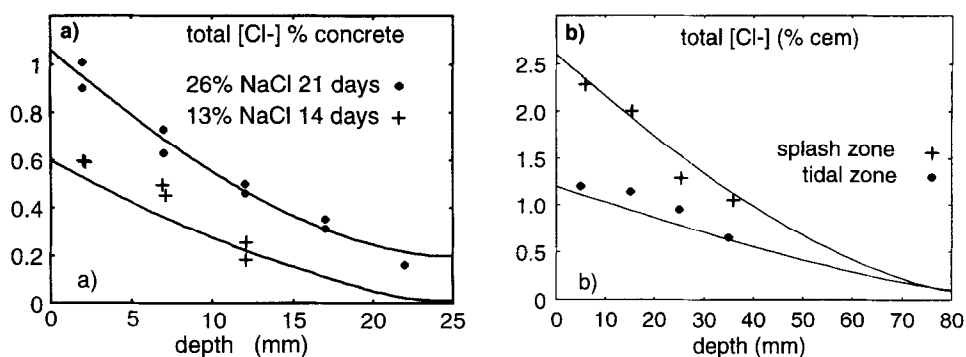 a)
total [Cl-] % concrete
26% NaCl 21 days
13% NaCl 14 days
1
0.8
0.6
0.4
0.2
0
a)
0 5 10 15 20 25
depth (mm)
b)
total [Cl-] (% cem)
splash zone
tidal zone
2.5
2.0
1.5
1.0
0.5
0
b)
0 10 20 30 40 50 60 70 80
depth (mm)